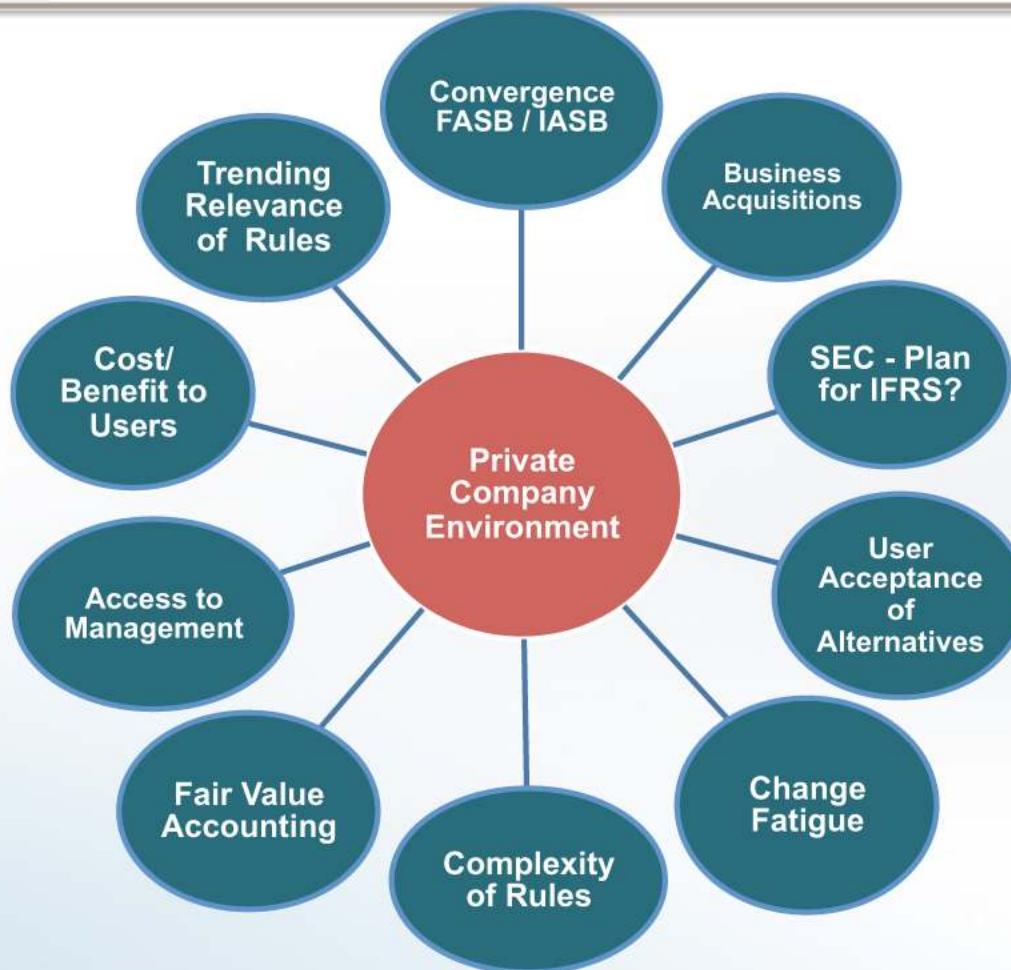 Convergence
FASB / IASB
Business
Acquisitions
SEC - Plan
for IFRS?
User
Acceptance
of
Alternatives
Change
Fatigue
Complexity
of Rules
Fair Value
Accounting
Access to
Management
Cost/
Benefit to
Users
Trending
Relevance
of Rules
Private
Company
Environment